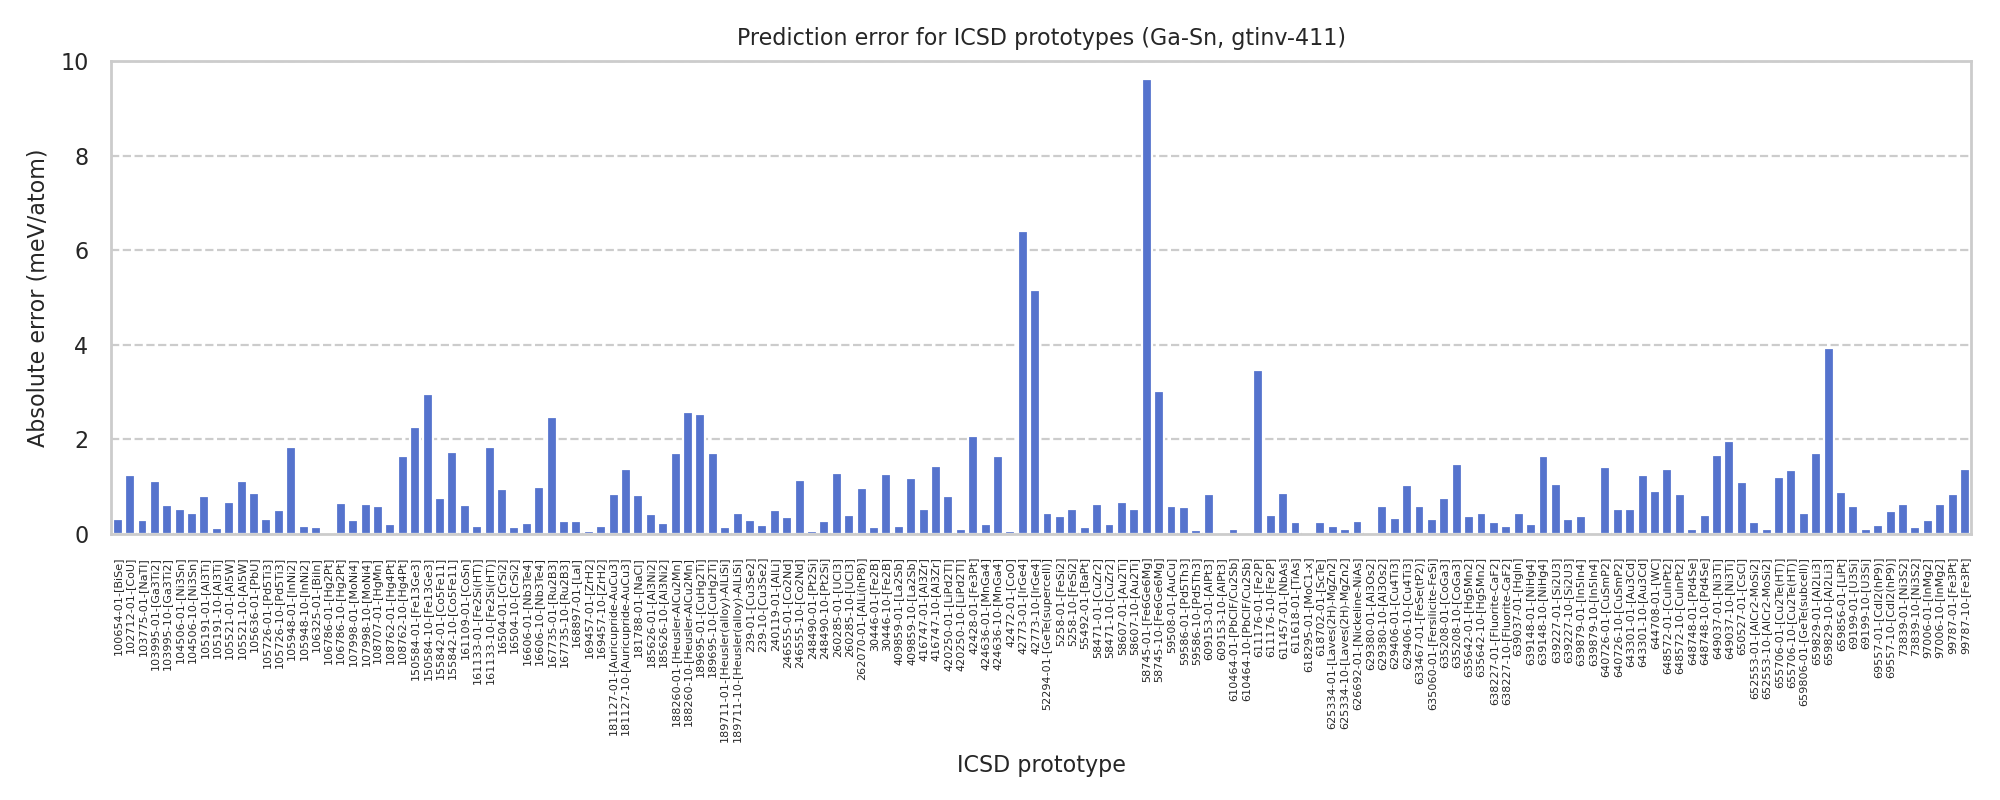 Prediction error for ICSD prototypes (Ga-Sn, gtinv-411)
Absolute error (meV/atom)
10
8
6
4
2
0
100654-01-[BiSe]
102712-01-[CoU]
103775-01-[NaTl]
103995-01-[Ga3Ti2]
103995-10-[Ga3Ti2]
104506-01-[Ni3Sn]
104506-10-[Ni3Sn]
105191-01-[Al3Ti]
105191-10-[Al3Ti]
105521-01-[Al5W]
105521-10-[Al5W]
105636-01-[PbU]
105726-01-[Pd5Ti3]
105726-10-[Pd5Ti3]
105948-01-[InNi2]
105948-10-[InNi2]
106325-01-[BiIn]
106786-01-[Hg2Pt]
106786-10-[Hg2Pt]
107998-01-[MoNi4]
107998-10-[MoNi4]
108707-01-[HgMn]
108762-01-[Hg4Pt]
108762-10-[Hg4Pt]
150584-01-[Fe13Ge3]
150584-10-[Fe13Ge3]
155842-01-[Co5Fe11]
155842-10-[Co5Fe11]
161109-01-[CoSn]
161133-01-[Fe2Si(HT)]
161133-10-[Fe2Si(HT)]
16504-01-[CrSi2]
16504-10-[CrSi2]
16606-01-[Nb3Te4]
16606-10-[Nb3Te4]
167735-01-[Ru2B3]
167735-10-[Ru2B3]
168897-01-[LaI]
169457-01-[ZrH2]
169457-10-[ZrH2]
181127-01-[Auricupride-AuCu3]
181127-10-[Auricupride-AuCu3]
181788-01-[NaCl]
185626-01-[Al3Ni2]
185626-10-[Al3Ni2]
188260-01-[Heusler-AlCu2Mn]
188260-10-[Heusler-AlCu2Mn]
189695-01-[CuHg2Ti]
189695-10-[CuHg2Ti]
189711-01-[Heusler(alloy)-AlLiSi]
189711-10-[Heusler(alloy)-AlLiSi]
239-01-[Cu3Se2]
239-10-[Cu3Se2]
240119-01-[AlLi]
246555-01-[Co2Nd]
246555-10-[Co2Nd]
248490-01-[Pt2Si]
248490-10-[Pt2Si]
260285-01-[UCl3]
260285-10-[UCl3]
262070-01-[AlLi(hP8)]
30446-01-[Fe2B]
30446-10-[Fe2B]
409859-01-[La2Sb]
409859-10-[La2Sb]
416747-01-[Al3Zr]
416747-10-[Al3Zr]
420250-01-[LiPd2Tl]
420250-10-[LiPd2Tl]
42428-01-[Fe3Pt]
424636-01-[MnGa4]
424636-10-[MnGa4]
42472-01-[CoO]
42773-01-[IrGe4]
42773-10-[IrGe4]
52294-01-[GeTe(supercell)]
5258-01-[FeSi2]
5258-10-[FeSi2]
55492-01-[BaPt]
58471-01-[CuZr2]
58471-10-[CuZr2]
58607-01-[Au2Ti]
58607-10-[Au2Ti]
58745-01-[Fe6Ge6Mg]
58745-10-[Fe6Ge6Mg]
59508-01-[AuCu]
59586-01-[Pd5Th3]
59586-10-[Pd5Th3]
609153-01-[AlPt3]
609153-10-[AlPt3]
610464-01-[PbClF/Cu2Sb]
610464-10-[PbClF/Cu2Sb]
611176-01-[Fe2P]
611176-10-[Fe2P]
611457-01-[NbAs]
611618-01-[TiAs]
618295-01-[MoC1-x]
618702-01-[ScTe]
625334-01-[Laves(2H)-MgZn2]
625334-10-[Laves(2H)-MgZn2]
626692-01-[Nickeline-NiAs]
629380-01-[Al3Os2]
629380-10-[Al3Os2]
629406-01-[Cu4Ti3]
629406-10-[Cu4Ti3]
633467-01-[FeSe(tP2)]
635060-01-[Fersilicite-FeSi]
635208-01-[CoGa3]
635208-10-[CoGa3]
635642-01-[Hg5Mn2]
635642-10-[Hg5Mn2]
638227-01-[Fluorite-CaF2]
638227-10-[Fluorite-CaF2]
639037-01-[HgIn]
639148-01-[NiHg4]
639148-10-[NiHg4]
639227-01-[Si2U3]
639227-10-[Si2U3]
639879-01-[In5In4]
639879-10-[In5In4]
640726-01-[CuSmP2]
640726-10-[CuSmP2]
643301-01-[Au3Cd]
643301-10-[Au3Cd]
644708-01-[WC]
648572-01-[CuInPt2]
648572-10-[CuInPt2]
648748-01-[Pd4Se]
648748-10-[Pd4Se]
649037-01-[Ni3Ti]
649037-10-[Ni3Ti]
650527-01-[CsCl]
652553-01-[AlCr2-MoSi2]
652553-10-[AlCr2-MoSi2]
655706-01-[Cu2Te(HT)]
655706-10-[Cu2Te(HT)]
659806-01-[GeTe(subcell)]
659829-01-[Al2Li3]
659829-10-[Al2Li3]
659856-01-[LiPt]
69199-01-[U3Si]
69199-10-[U3Si]
69557-01-[CdI2(hP9)]
69557-10-[CdI2(hP9)]
73839-01-[Ni3S2]
73839-10-[Ni3S2]
97006-01-[InMg2]
97006-10-[InMg2]
99787-01-[Fe3Pt]
99787-10-[Fe3Pt]
ICSD prototype